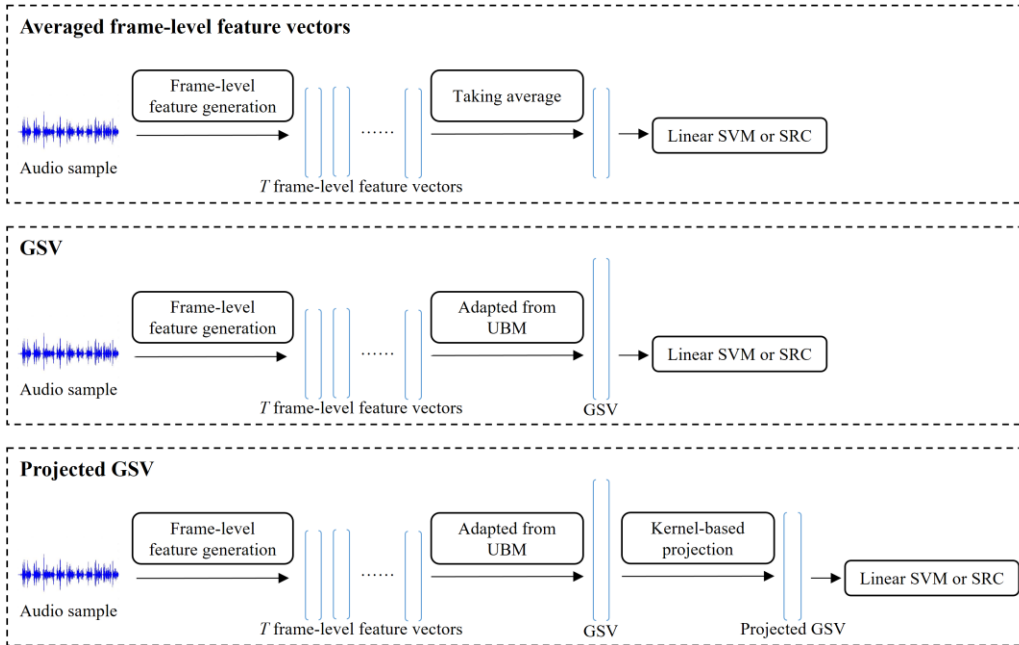 Averaged frame-level feature vectors
Frame-level
feature generation
Taking average
......
Linear SVM or SRC
Audio sample
T frame-level feature vectors
GSV
Frame-level
feature generation
Adapted from
UBM
......
Linear SVM or SRC
Audio sample
T frame-level feature vectors
GSV
Projected GSV
Frame-level
feature generation
Adapted from
UBM
Kernel-based
projection
......
Linear SVM or SRC
Audio sample
T frame-level feature vectors
GSV
Projected GSV